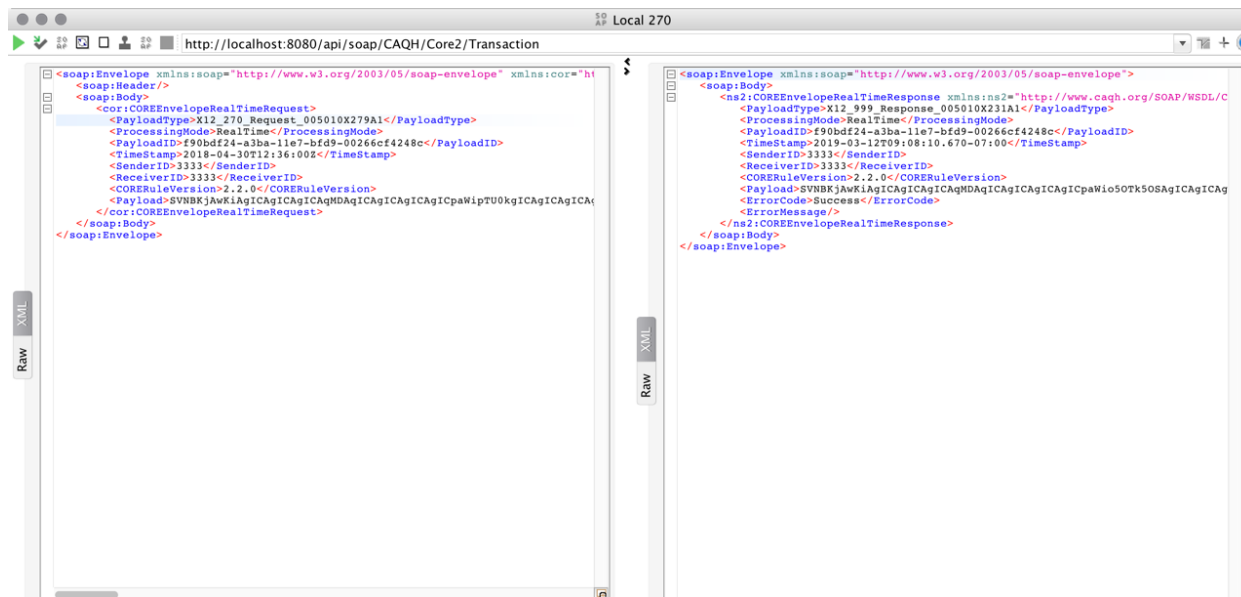 SO
AP Local 270
SO
AP
SO
AP
http://localhost:8080/api/soap/CAQH/Core2/Transaction
<soap:Envelope xmlns:soap="http://www.w3.org/2003/05/soap-envelope" xmlns:cor="ht
<soap:Header/>
<soap:Body>
<cor:COREEnvelopeRealTimeRequest>
<PayloadType>X12_270_Request_005010X279A1</PayloadType>
<ProcessingMode>RealTime</ProcessingMode>
<PayloadID>f90bdf24-a3ba-11e7-bfd9-00266cf4248c</PayloadID>
<TimeStamp>2018-04-30T12:36:00Z</TimeStamp>
<SenderID>3333</SenderID>
<ReceiverID>3333</ReceiverID>
<CORERuleVersion>2.2.0</CORERuleVersion>
<Payload>SVNBKjAwKiAgICAgICAgICAqMDAqICAgICAgICAgICpaWipTU0kgICAgICAgICAg
</cor:COREEnvelopeRealTimeRequest>
</soap:Body>
</soap:Envelope>
XML
Raw
<soap:Envelope xmlns:soap="http://www.w3.org/2003/05/soap-envelope">
<soap:Body>
<ns2:COREEnvelopeRealTimeResponse xmlns:ns2="http://www.caqh.org/SOAP/WSDL/C
<PayloadType>X12_999_Response_005010X231A1</PayloadType>
<ProcessingMode>RealTime</ProcessingMode>
<PayloadID>f90bdf24-a3ba-11e7-bfd9-00266cf4248c</PayloadID>
<TimeStamp>2019-03-12T09:08:10.670-07:00</TimeStamp>
<SenderID>3333</SenderID>
<ReceiverID>3333</ReceiverID>
<CORERuleVersion>2.2.0</CORERuleVersion>
<Payload>SVNBKjAwKiAgICAgICAgICAqMDAqICAgICAgICAgICpaWio5OTk5OSAgICAgICAg
<ErrorCode>Success</ErrorCode>
<ErrorMessage/>
</ns2:COREEnvelopeRealTimeResponse>
</soap:Body>
</soap:Envelope>
XML
Raw